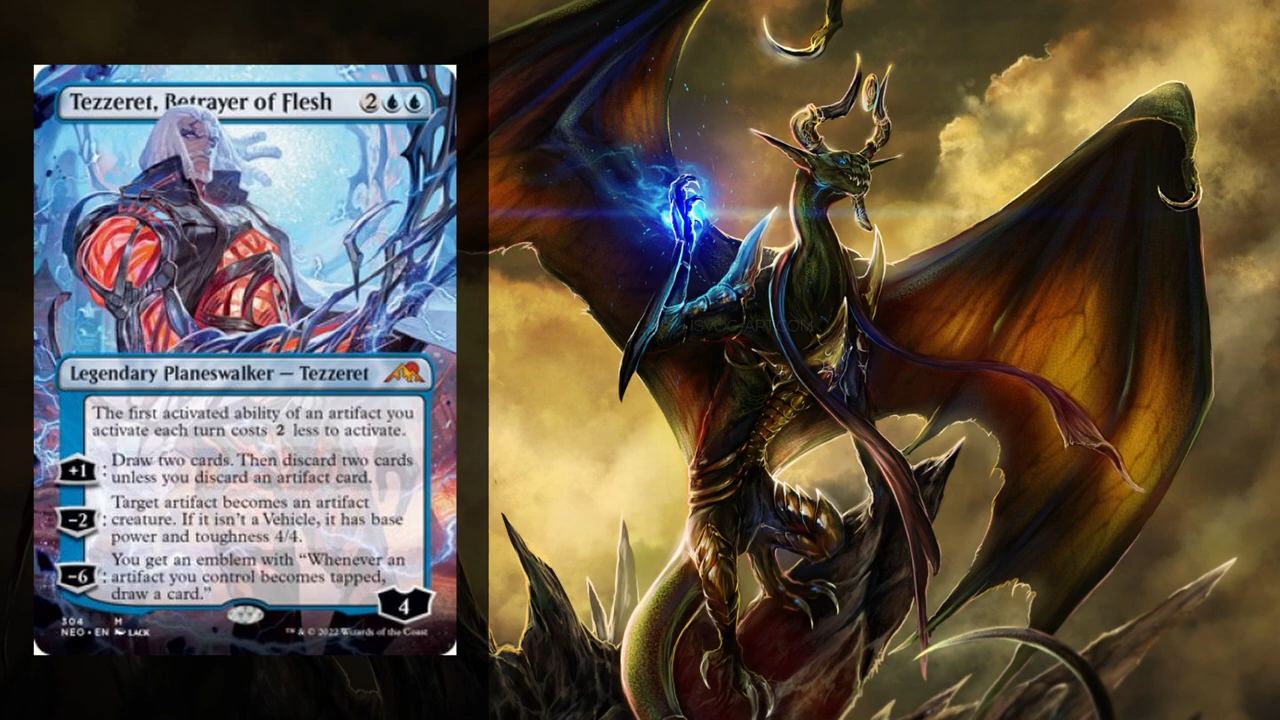 Tezzeret, Betrayer of Flesh 2
Legendary Planeswalker — Tezzeret
The first activated ability of an artifact you
activate each turn costs 2 less to activate.
+1 : Draw two cards. Then discard two cards
unless you discard an artifact card.
Target artifact becomes an artifact
−2 : creature. If it isn't a Vehicle, it has base
power and toughness 4/4.
You get an emblem with “Whenever an
−6 : artifact you control becomes tapped,
draw a card.”
4
304 M
NEO • EN LACK ™ & © 2022 Wizards of the Coast